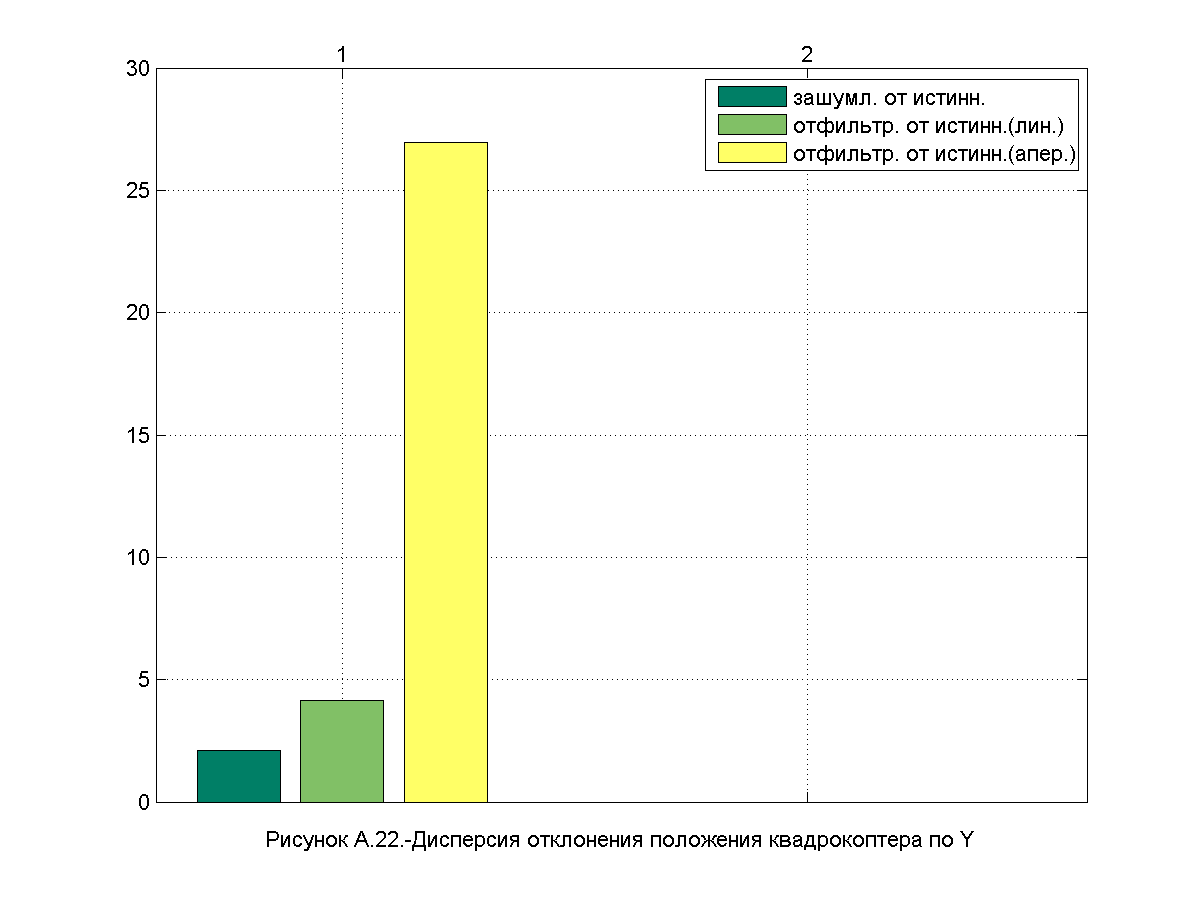 1 2
30
зашумл. от истинн.
отфильтр. от истинн.(лин.)
отфильтр. от истинн.(апер.)
25
20
15
10
5
0
Рисунок А.22.-Дисперсия отклонения положения квадрокоптера по Y